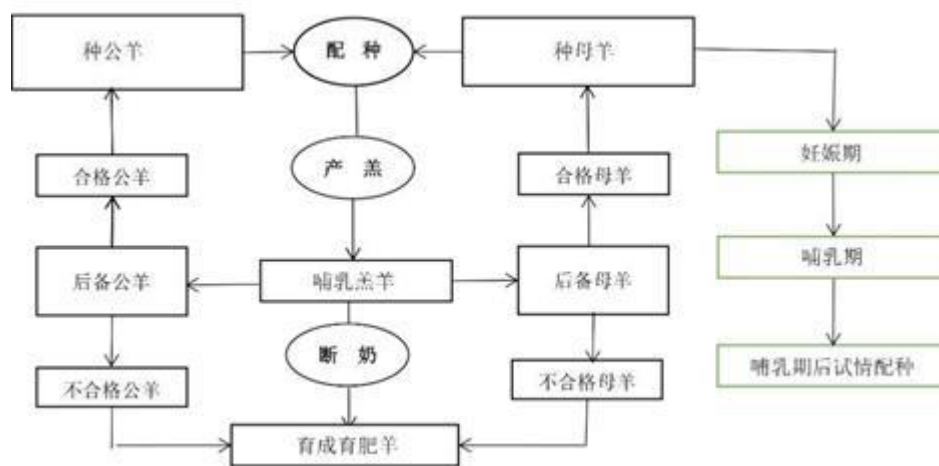 种公羊
配 种
种母羊
妊娠期
合格公羊
产 羔
合格母羊
后备公羊
哺乳羔羊
后备母羊
哺乳期
断 奶
不合格公羊
不合格母羊
哺乳期后试情配种
育成育肥羊